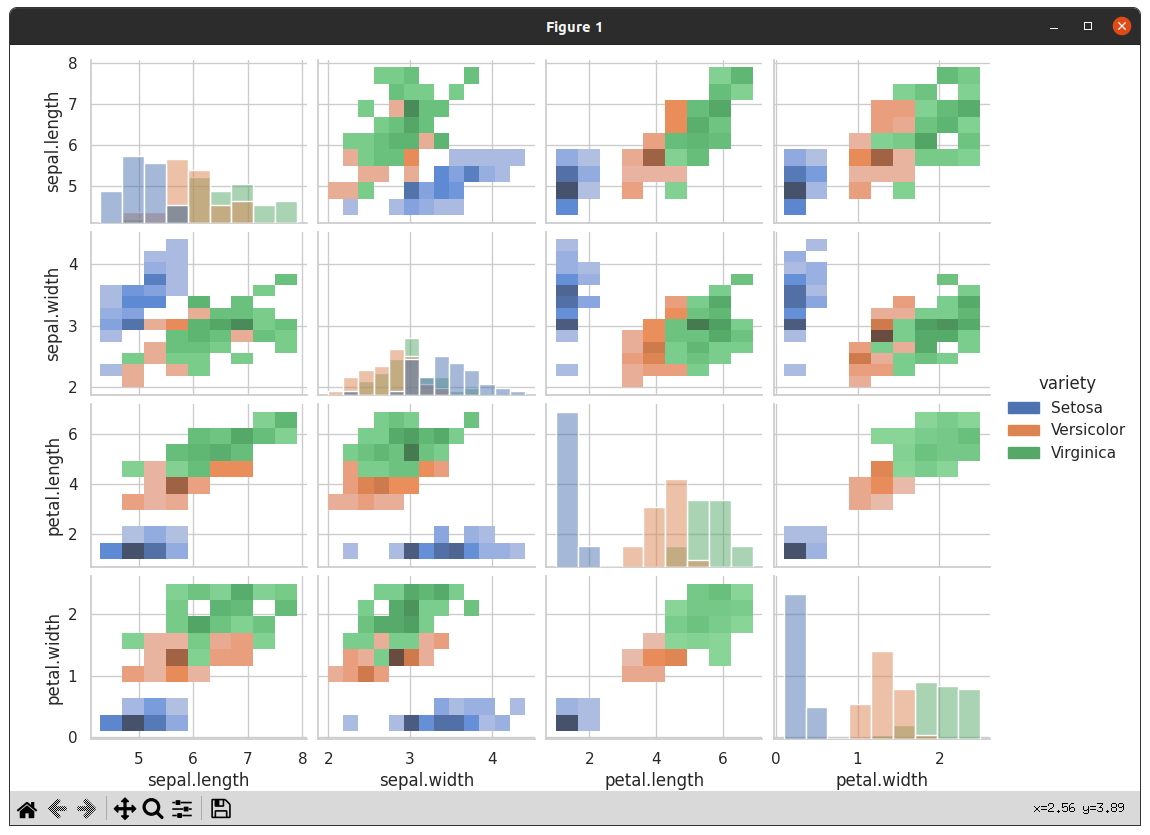 Figure 1
8
7
6
5
sepal.length
4
3
2
sepal.width
6
4
2
petal.length
2
1
0
petal.width
5 6 7 8
sepal.length
2 3 4
sepal.width
2 4 6
petal.length
0 2
petal.width
variety
Setosa
Versicolor
Virginica
x=2.56 y=3.89